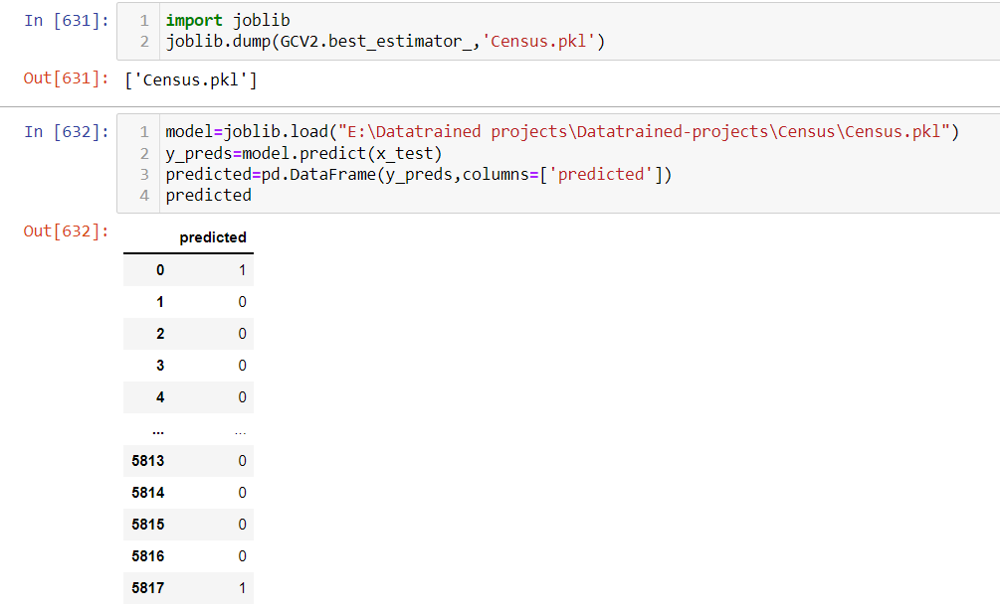 In [631]:
1 import joblib
2 joblib.dump(GCV2.best_estimator_,'Census.pkl')
Out[631]: ['Census.pkl']
In [632]:
1 model=joblib.load("E:\Datatrained projects\Datatrained-projects\Census\Census.pkl")
2 y_preds=model.predict(x_test)
3 predicted=pd.DataFrame(y_preds,columns=['predicted'])
4 predicted
Out[632]:
predicted
0 1
1 0
2 0
3 0
4 0
... ...
5813 0
5814 0
5815 0
5816 0
5817 1